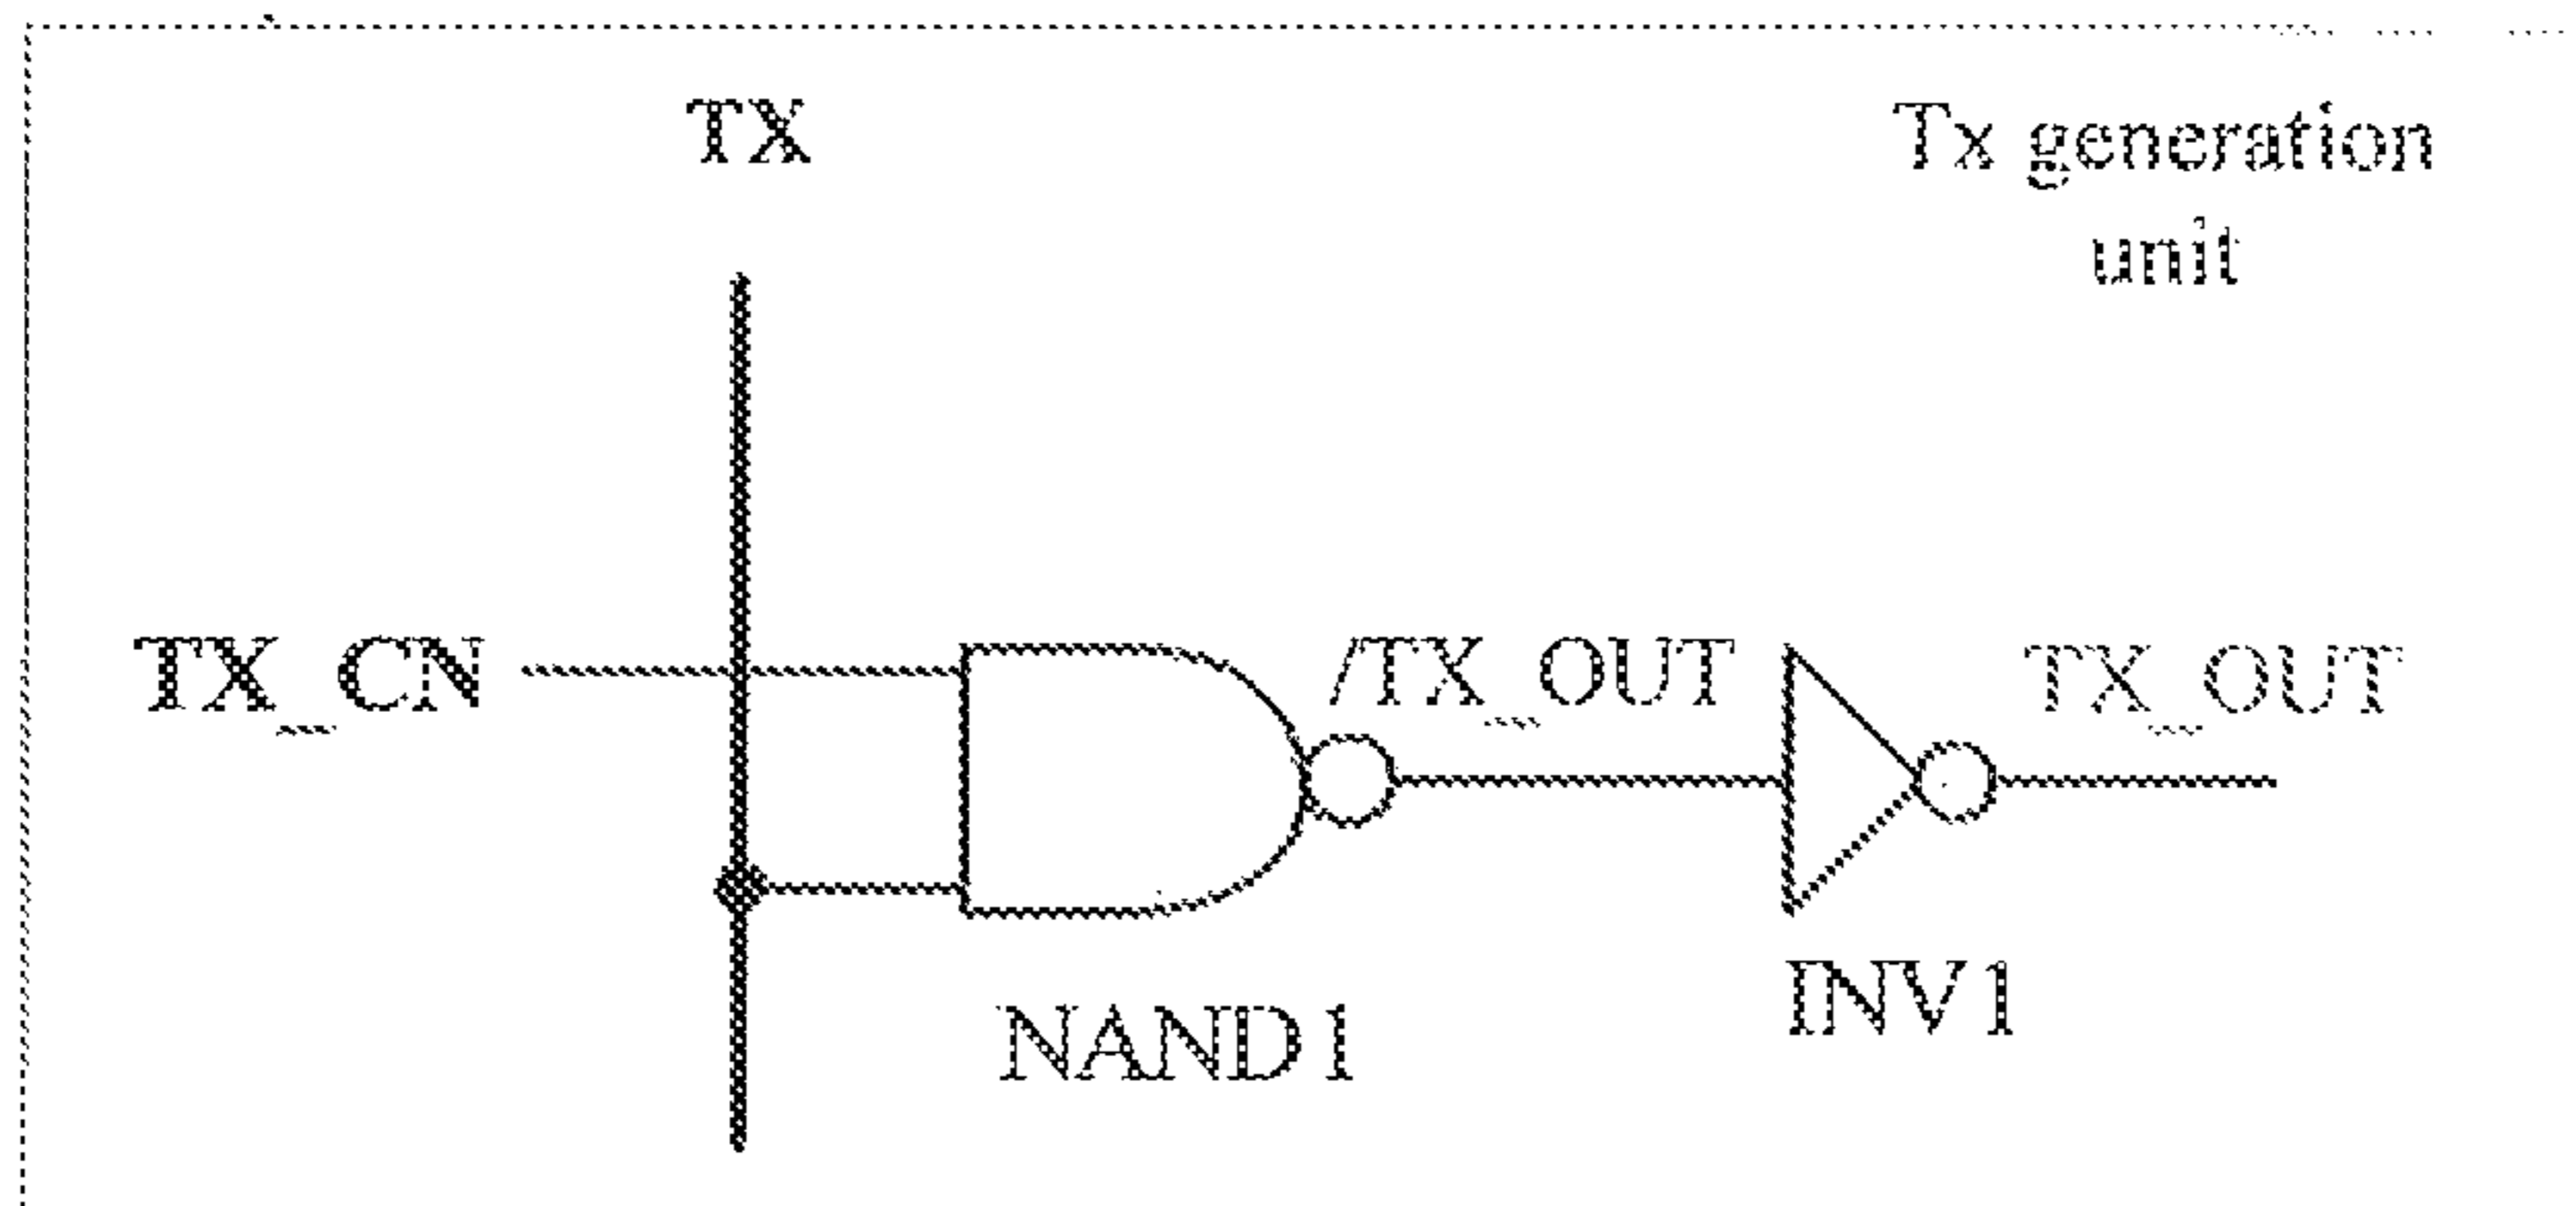 TX
Tx generation
unit
TX_CN
/TX_OUT
TX_OUT
NAND1
INV1